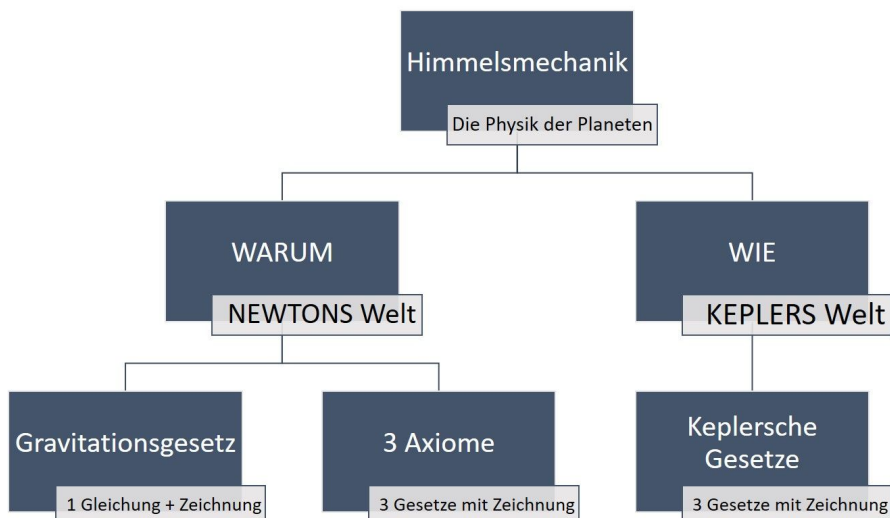 Himmelsmechanik
Die Physik der Planeten
WARUM
NEWTONS Welt
WIE
KEPLERS Welt
Gravitationsgesetz
1 Gleichung + Zeichnung
3 Axiome
3 Gesetze mit Zeichnung
Keplersche
Gesetze
3 Gesetze mit Zeichnung